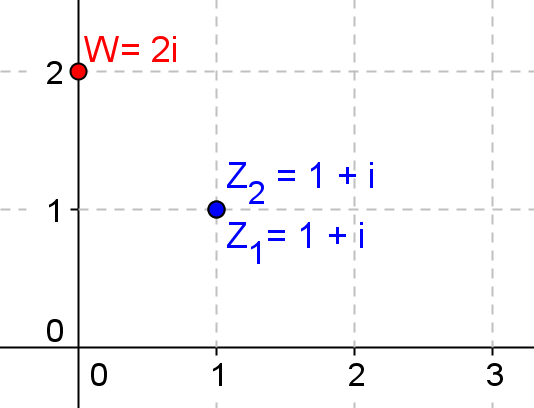 W= 2i
2
Z₂ = 1 + i
1
Z₁= 1 + i
0
0 1 2 3